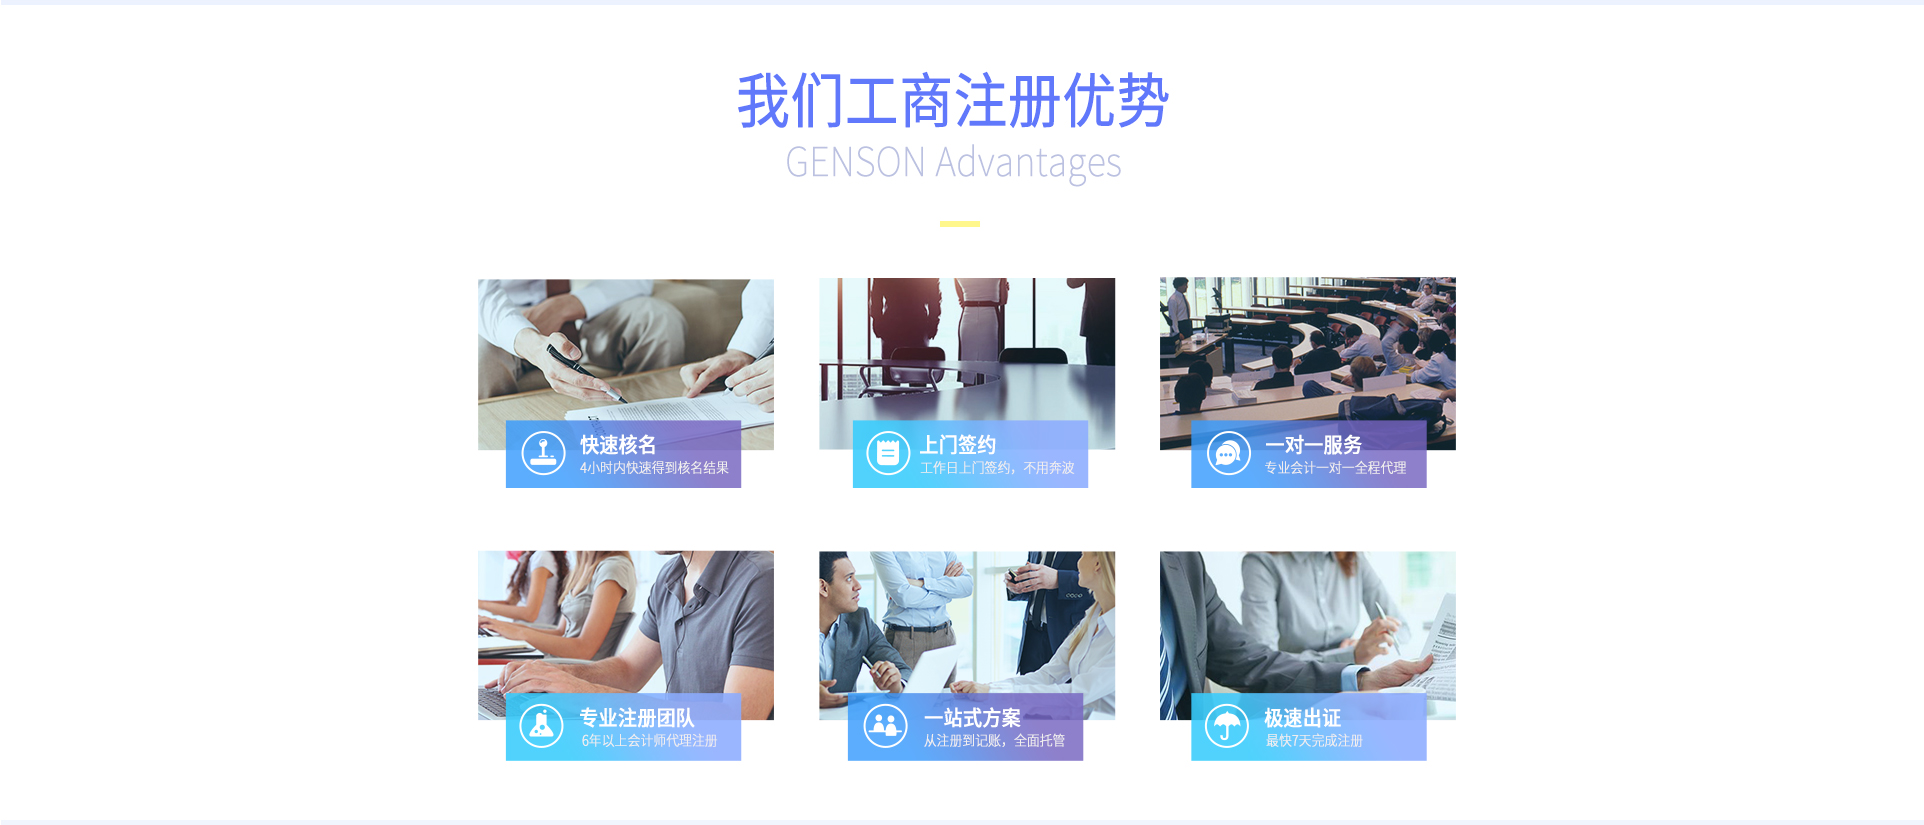 我们工商注册优势
GENSON Advantages
快速核名
4小时内快速得到核名结果
上门签约
工作日上门签约，不用奔波
一对一服务
专业会计一对一全程代理
专业注册团队
6年以上会计师代理注册
一站式方案
从注册到记账，全面托管
极速出证
最快7天完成注册